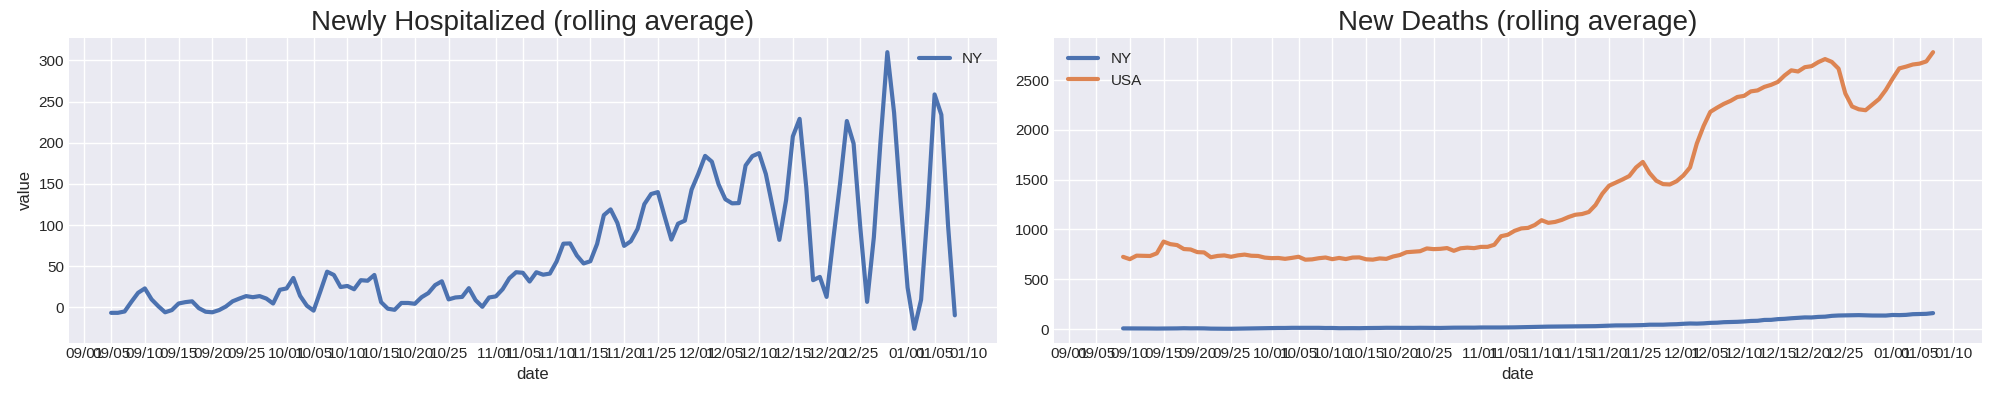 Newly Hospitalized (rolling average)
value
300
250
200
150
100
50
0
NY
09/01 09/05 09/10 09/15 09/20 09/25 10/01 10/05 10/10 10/15 10/20 10/25 11/01 11/05 11/10 11/15 11/20 11/25 12/01 12/05 12/10 12/15 12/20 12/25 01/01 01/05 01/10
date
New Deaths (rolling average)
NY
USA
2500
2000
1500
1000
500
0
09/01 09/05 09/10 09/15 09/20 09/25 10/01 10/05 10/10 10/15 10/20 10/25 11/01 11/05 11/10 11/15 11/20 11/25 12/01 12/05 12/10 12/15 12/20 12/25 01/01 01/05 01/10
date